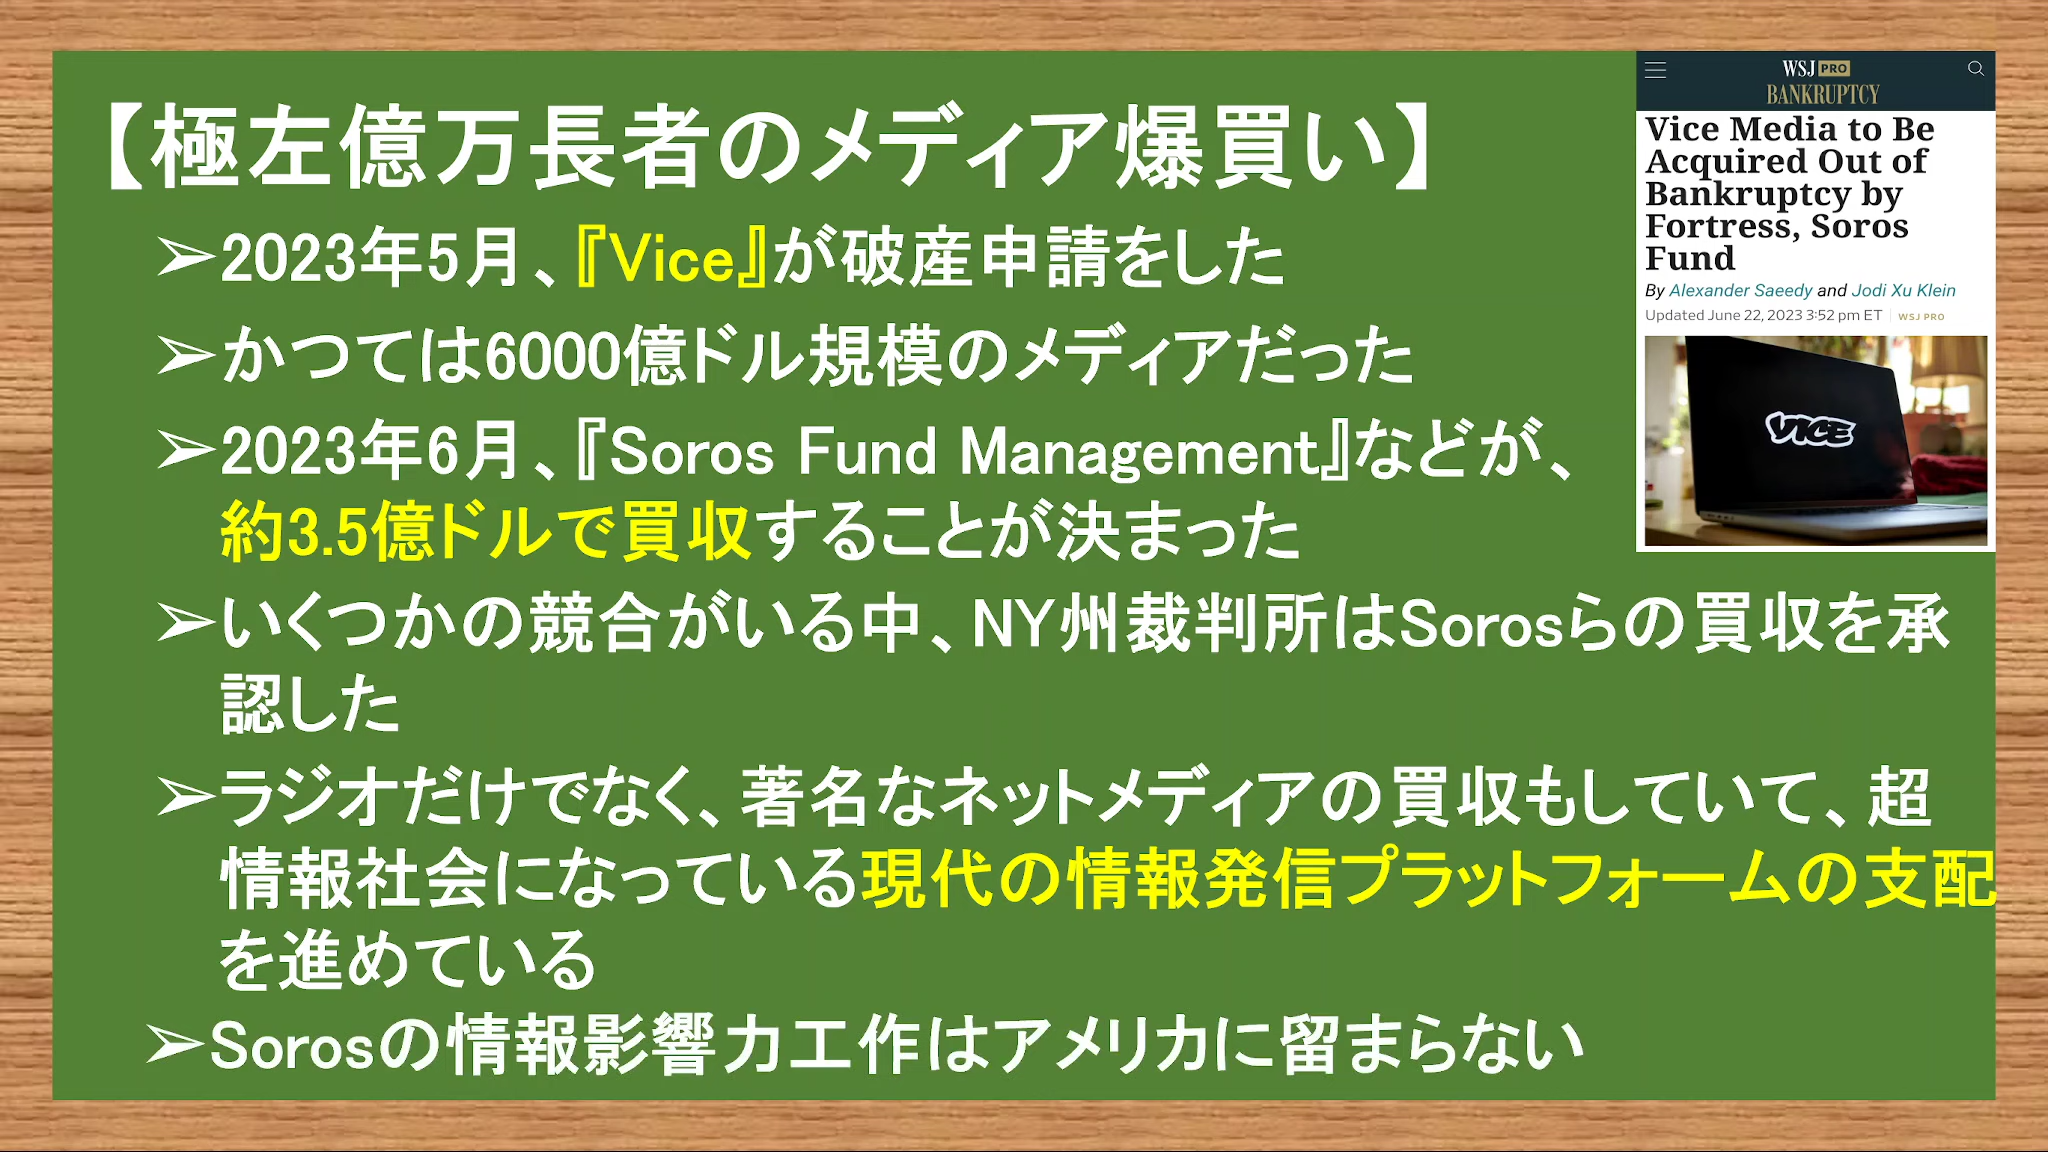 【極左億万長者のメディア爆買い】
➢2023年5月、『Vice』が破産申請をした
➢かつては6000億ドル規模のメディアだった
➢2023年6月、『Soros Fund Management』などが、
約3.5億ドルで買収することが決まった
➢いくつかの競合がいる中、NY州裁判所はSorosらの買収を承
認した
➢ラジオだけでなく、著名なネットメディアの買収もしていて、超
情報社会になっている現代の情報発信プラットフォームの支配
を進めている
➢Sorosの情報影響力工作はアメリカに留まらない
WSJ PRO
BANKRUPTCY
Vice Media to Be
Acquired Out of
Bankruptcy by
Fortress, Soros
Fund
By Alexander Saeedy and Jodi Xu Klein
Updated June 22, 2023 3:52 pm ET | WSJ PRO
VICE